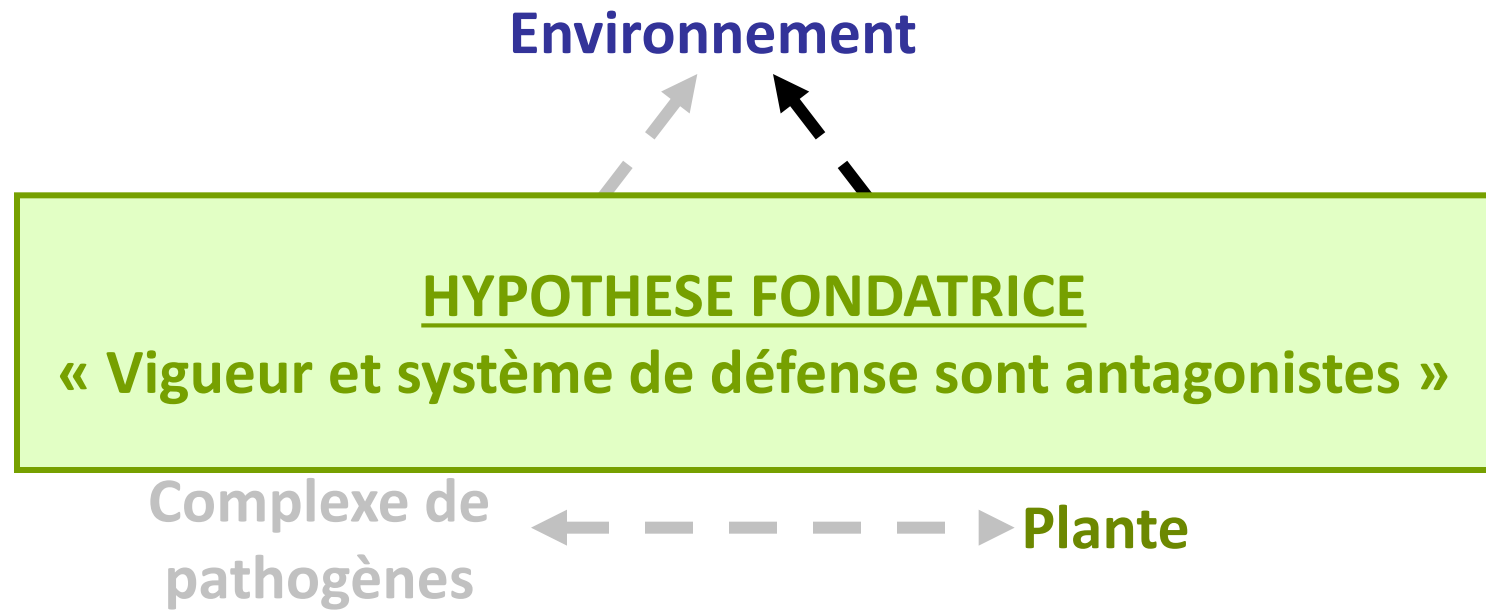 Environnement
HYPOTHESE FONDATRICE
« Vigueur et système de défense sont antagonistes »
Complexe de
pathogènes
Plante